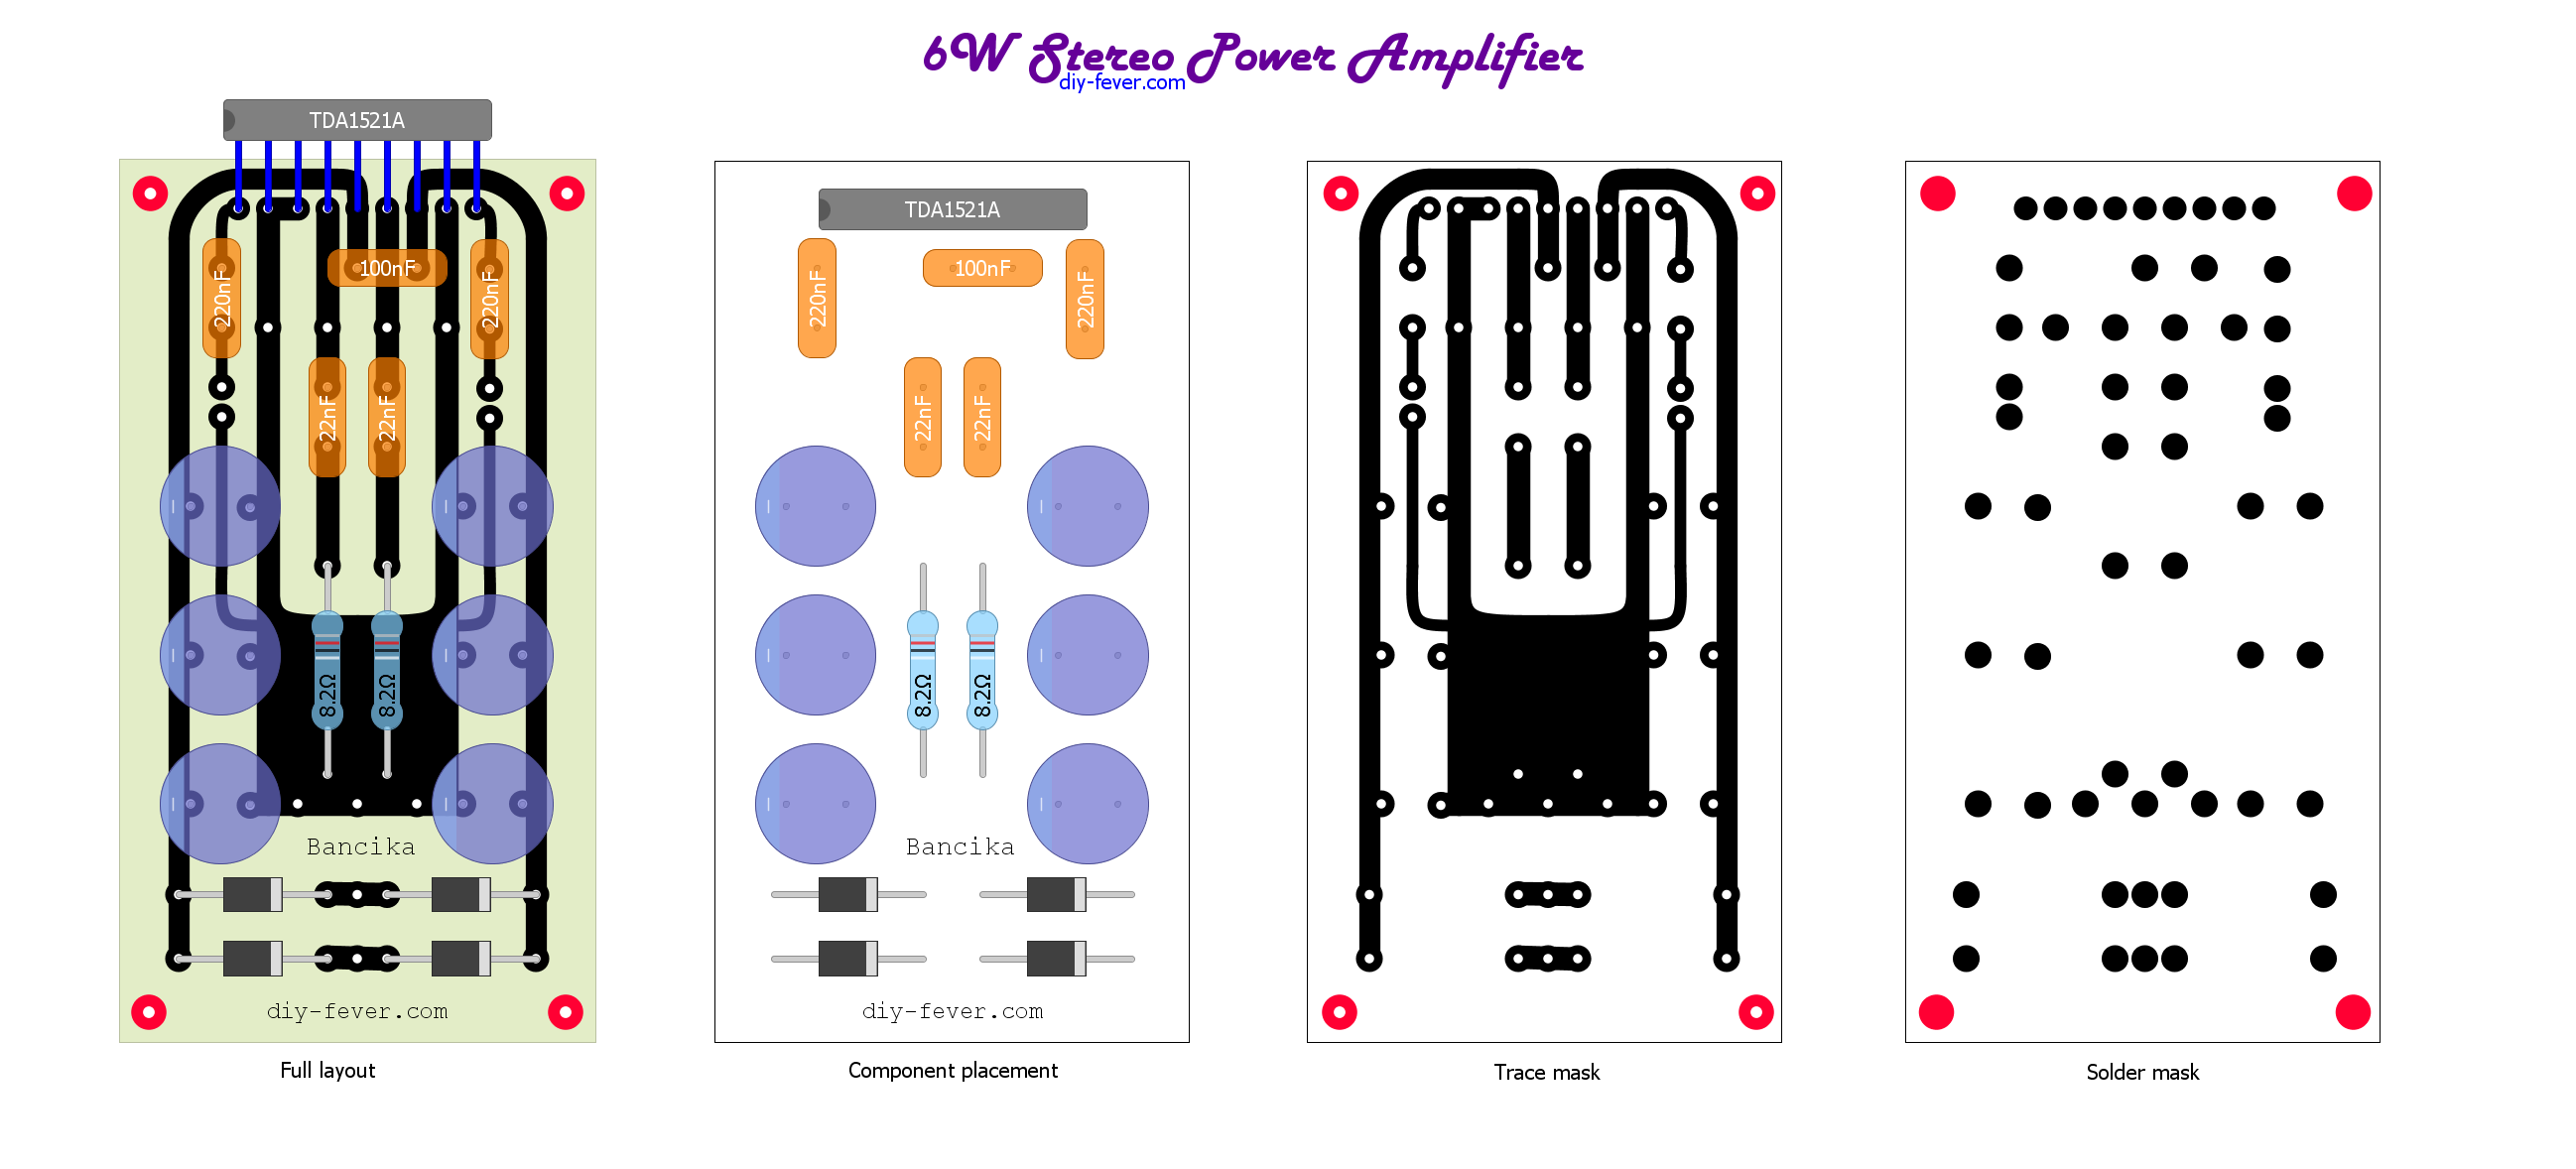 6W Stereo Power Amplifier
diy-fever.com
TDA1521A
220nF
100nF
220nF
22nF
22nF
8.2Ω
8.2Ω
Bancika
diy-fever.com
Full layout
TDA1521A
220nF
100nF
220nF
22nF
22nF
8.2Ω
8.2Ω
Bancika
diy-fever.com
Component placement
Trace mask
Solder mask